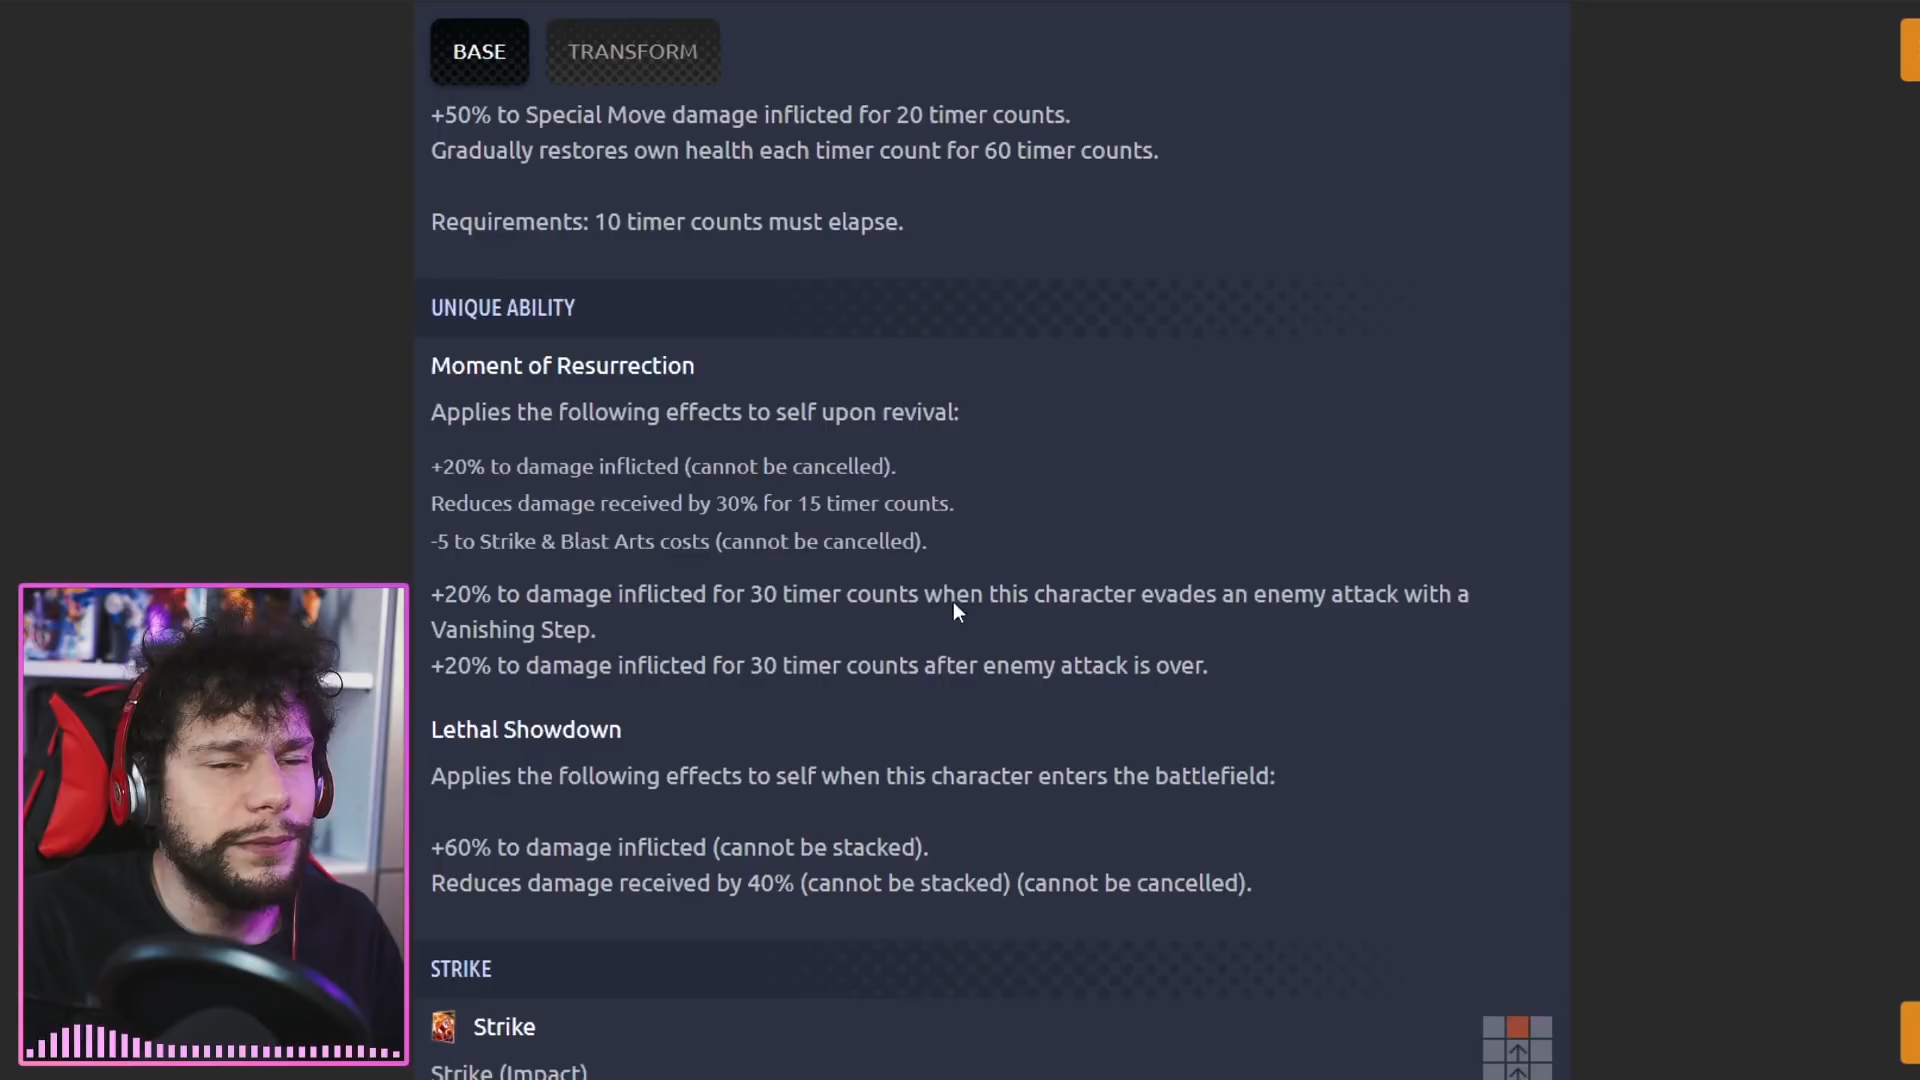 BASE
TRANSFORM
+50% to Special Move damage inflicted for 20 timer counts.
Gradually restores own health each timer count for 60 timer counts.
Requirements: 10 timer counts must elapse.
UNIQUE ABILITY
Moment of Resurrection
Applies the following effects to self upon revival:
+20% to damage inflicted (cannot be cancelled).
Reduces damage received by 30% for 15 timer counts.
-5 to Strike & Blast Arts costs (cannot be cancelled).
+20% to damage inflicted for 30 timer counts when this character evades an enemy attack with a
Vanishing Step.
+20% to damage inflicted for 30 timer counts after enemy attack is over.
Lethal Showdown
Applies the following effects to self when this character enters the battlefield:
+60% to damage inflicted (cannot be stacked).
Reduces damage received by 40% (cannot be stacked) (cannot be cancelled).
STRIKE
Strike
Strike (Impact)